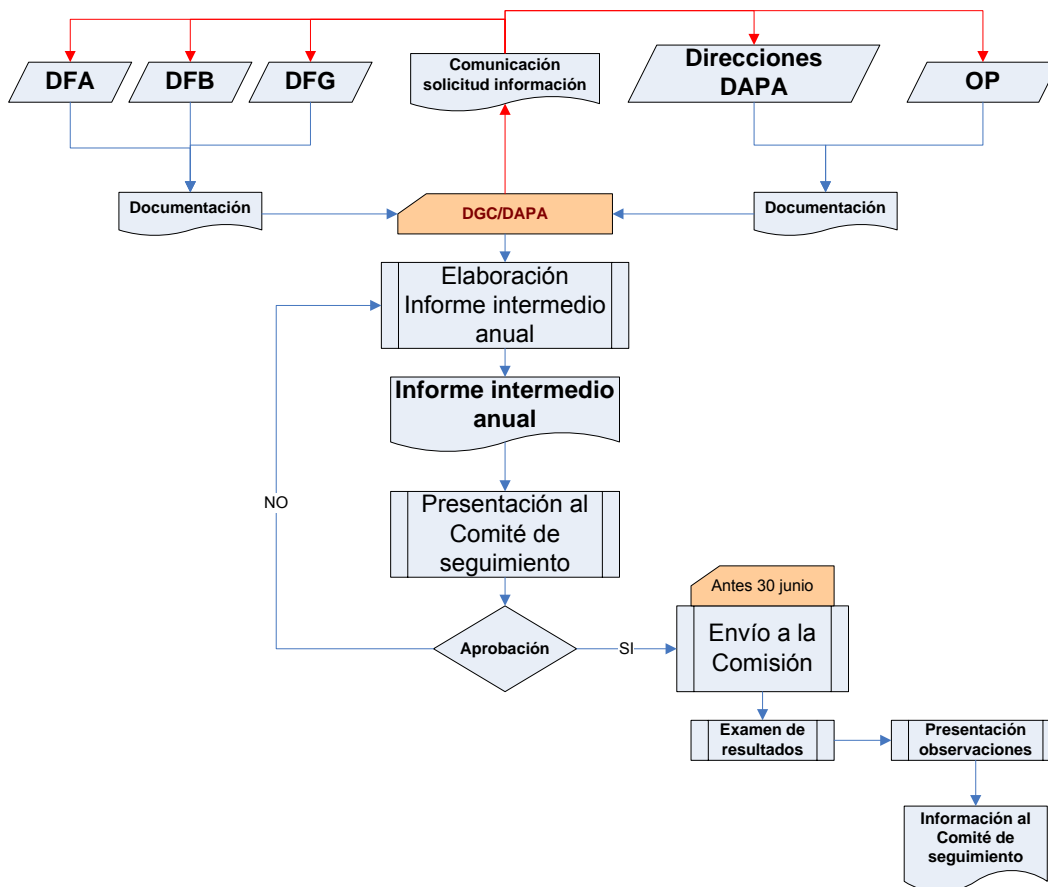 DFA
DFB
DFG
Comunicación
solicitud información
Direcciones
DAPA
OP
Documentación
DGC/DAPA
Documentación
Elaboración
Informe intermedio
anual
Informe intermedio
anual
NO
Presentación al
Comité de
seguimiento
Antes 30 junio
Aprobación
SI
Envío a la
Comisión
Examen de
resultados
Presentación
observaciones
Información al
Comité de
seguimiento